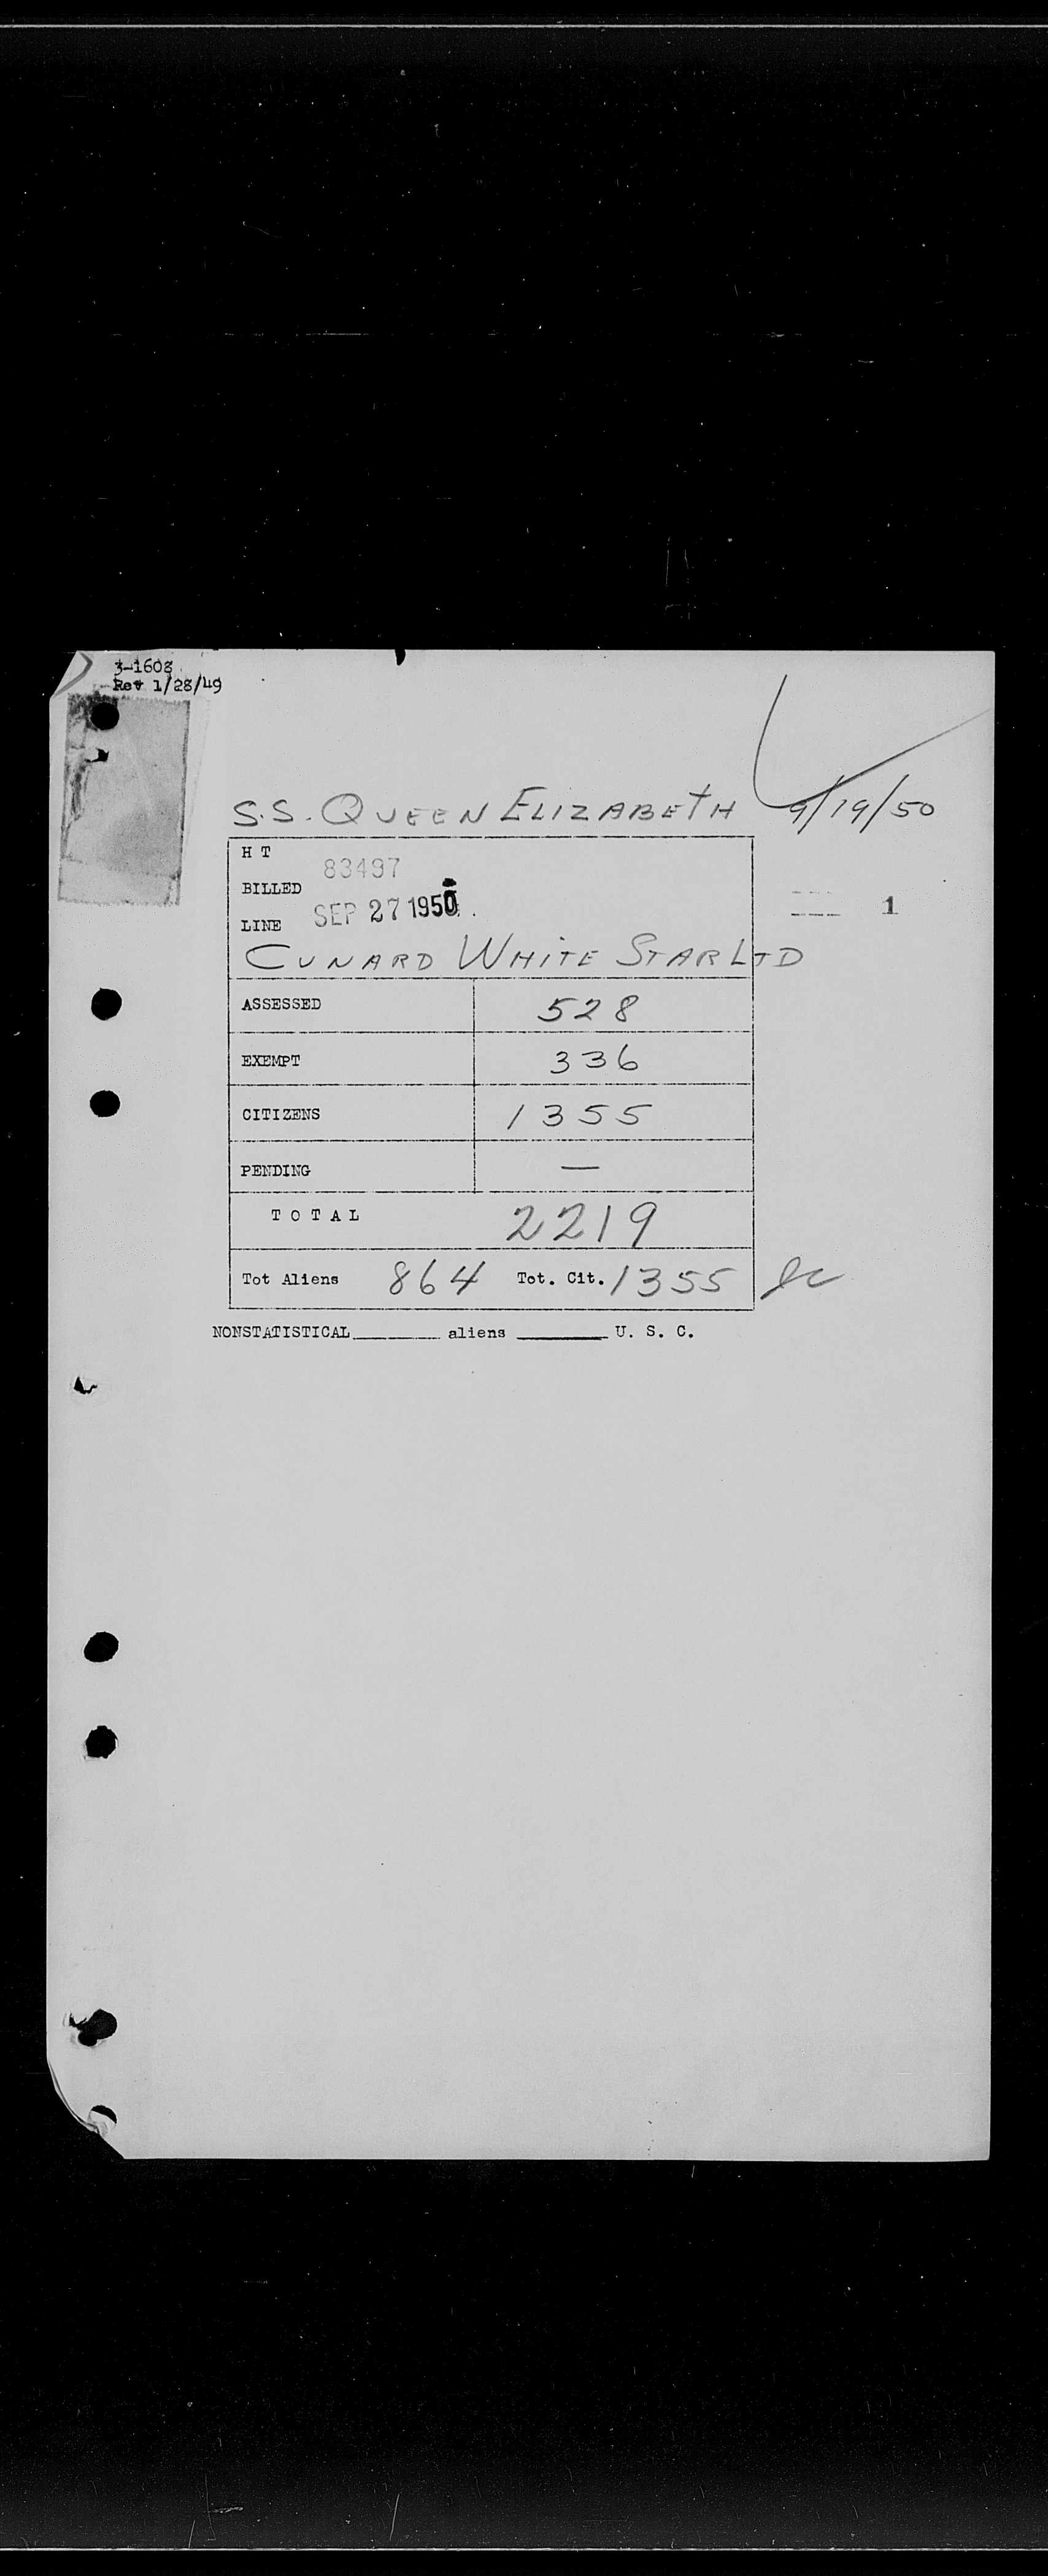 3-1608
Rev 1/28/49
S.S. QUEEN ELIZABETH 9/19/50
H T
83497
BILLED
SEP 27 1950
LINE
1
CUNARD WHITE STAR LTD
ASSESSED 528
EXEMPT 336
CITIZENS 1355
PENDING —
TOTAL 2219
Tot Aliens 864 Tot. Cit. 1355
NONSTATISTICAL ______ aliens ______ U. S. C.